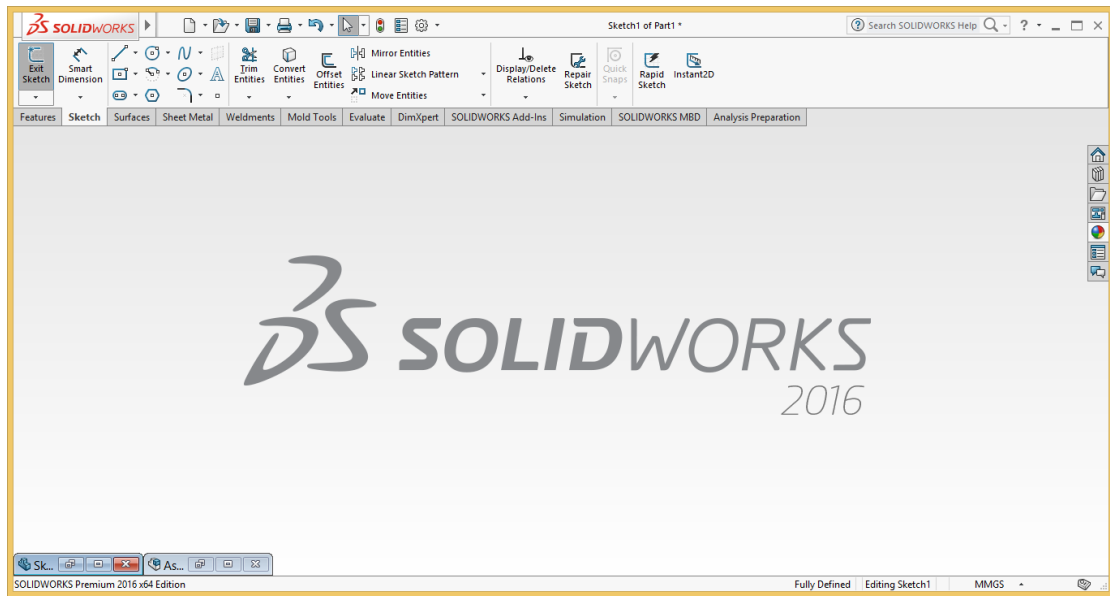 SOLIDWORKS
Sketch1 of Part1 *
Search SOLIDWORKS Help
?
Exit Sketch
Smart Dimension
Trim Entities
Convert Entities
Offset Entities
Mirror Entities
Linear Sketch Pattern
Move Entities
Display/Delete Relations
Repair Sketch
Quick Snaps
Rapid Sketch
Instant2D
Features Sketch Surfaces Sheet Metal Weldments Mold Tools Evaluate DimXpert SOLIDWORKS Add-Ins Simulation SOLIDWORKS MBD Analysis Preparation
SOLIDWORKS
2016
Sk... As...
SOLIDWORKS Premium 2016 x64 Edition Fully Defined Editing Sketch1 MMGS